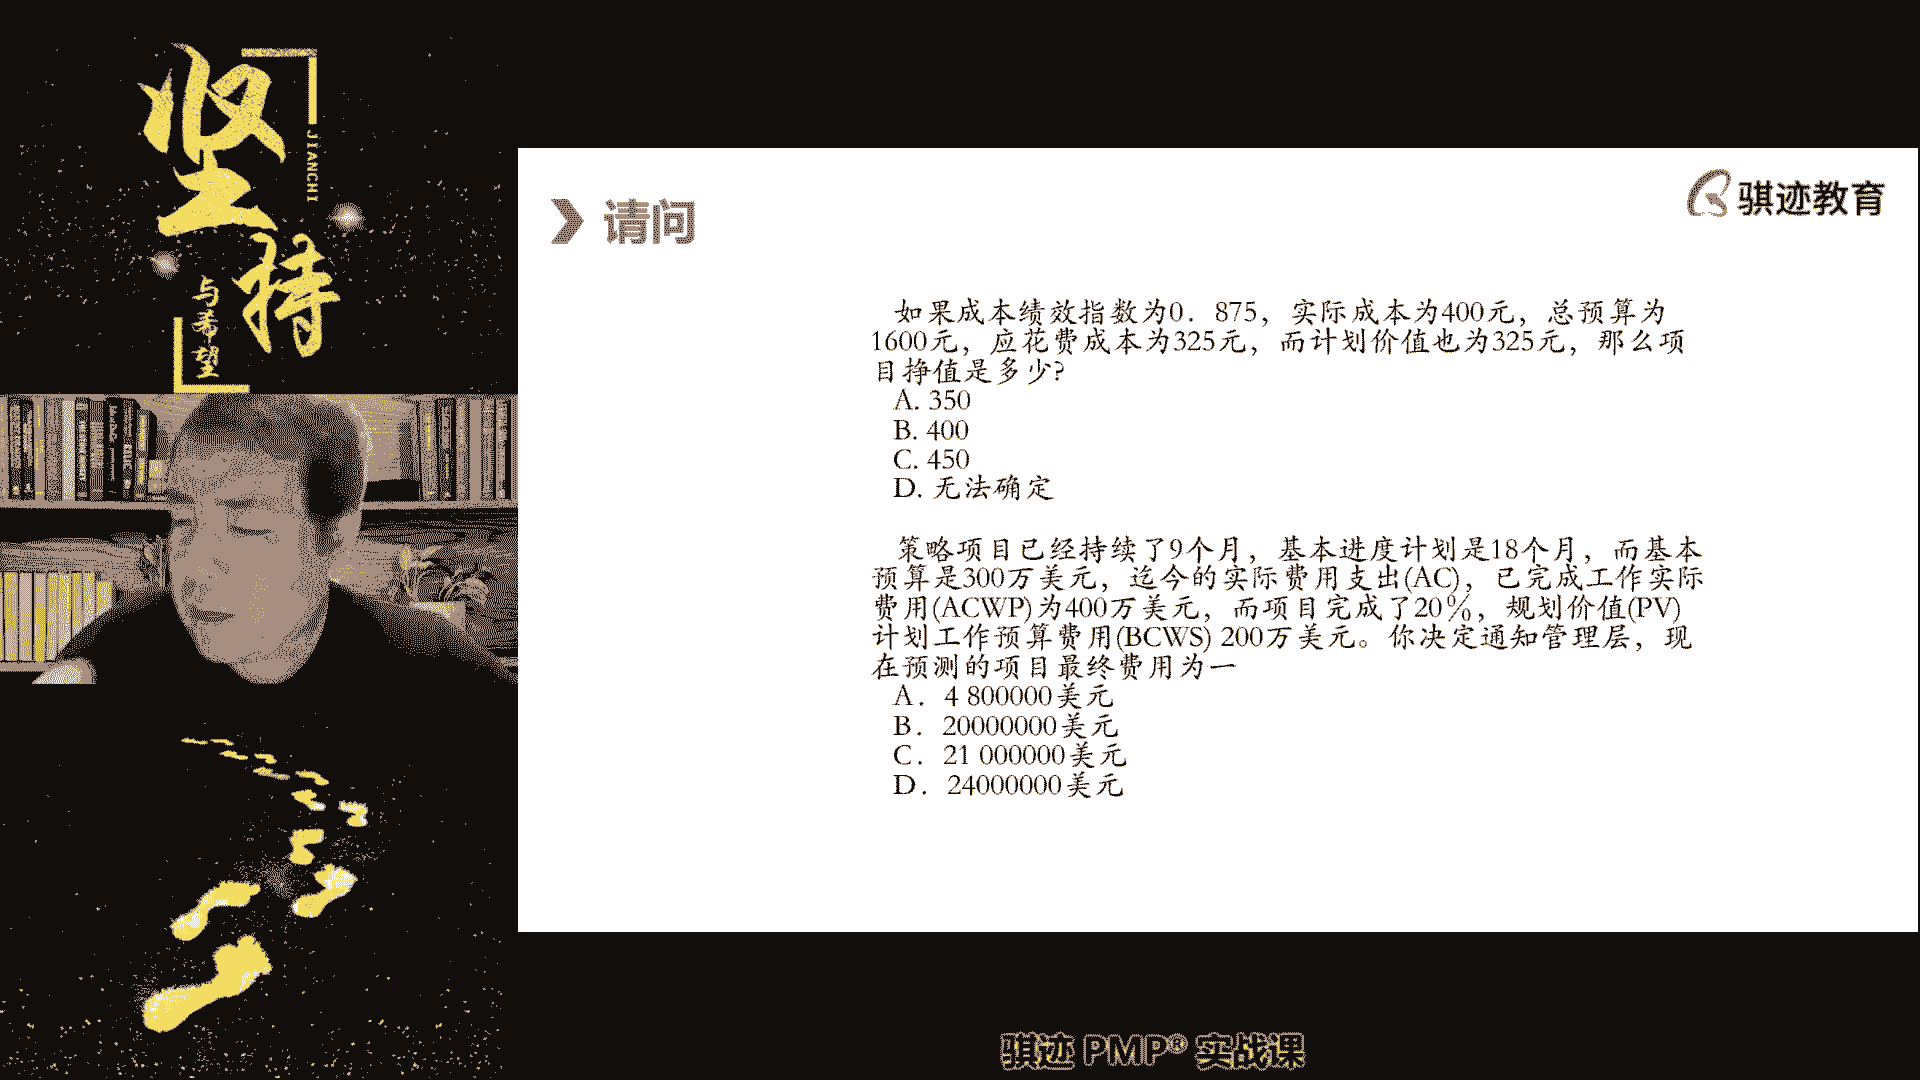 坚持
JIANCHI
与希望
请问
骐迹教育
如果成本绩效指数为0．875，实际成本为400元，总预算为
1600元，应花费成本为325元，而计划价值也为325元，那么项
目挣值是多少?
A. 350
B. 400
C. 450
D. 无法确定
策略项目已经持续了9个月，基本进度计划是18个月，而基本
预算是300万美元，迄今的实际费用支出(AC)，已完成工作实际
费用(ACWP)为400万美元，而项目完成了20％，规划价值(PV)
计划工作预算费用(BCWS) 200万美元。你决定通知管理层，现
在预测的项目最终费用为一
A．4 800000美元
B．20000000美元
C．21 000000美元
D．24000000美元
骐迹 PMP® 实战课